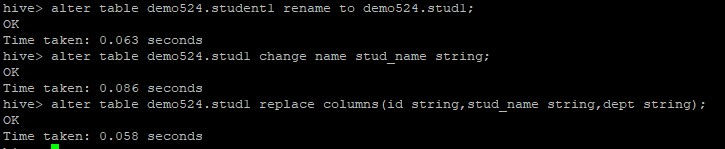 hive> alter table demo524.student1 rename to demo524.stud1;
OK
Time taken: 0.063 seconds
hive> alter table demo524.stud1 change name stud_name string;
OK
Time taken: 0.086 seconds
hive> alter table demo524.stud1 replace columns(id string,stud_name string,dept string);
OK
Time taken: 0.058 seconds